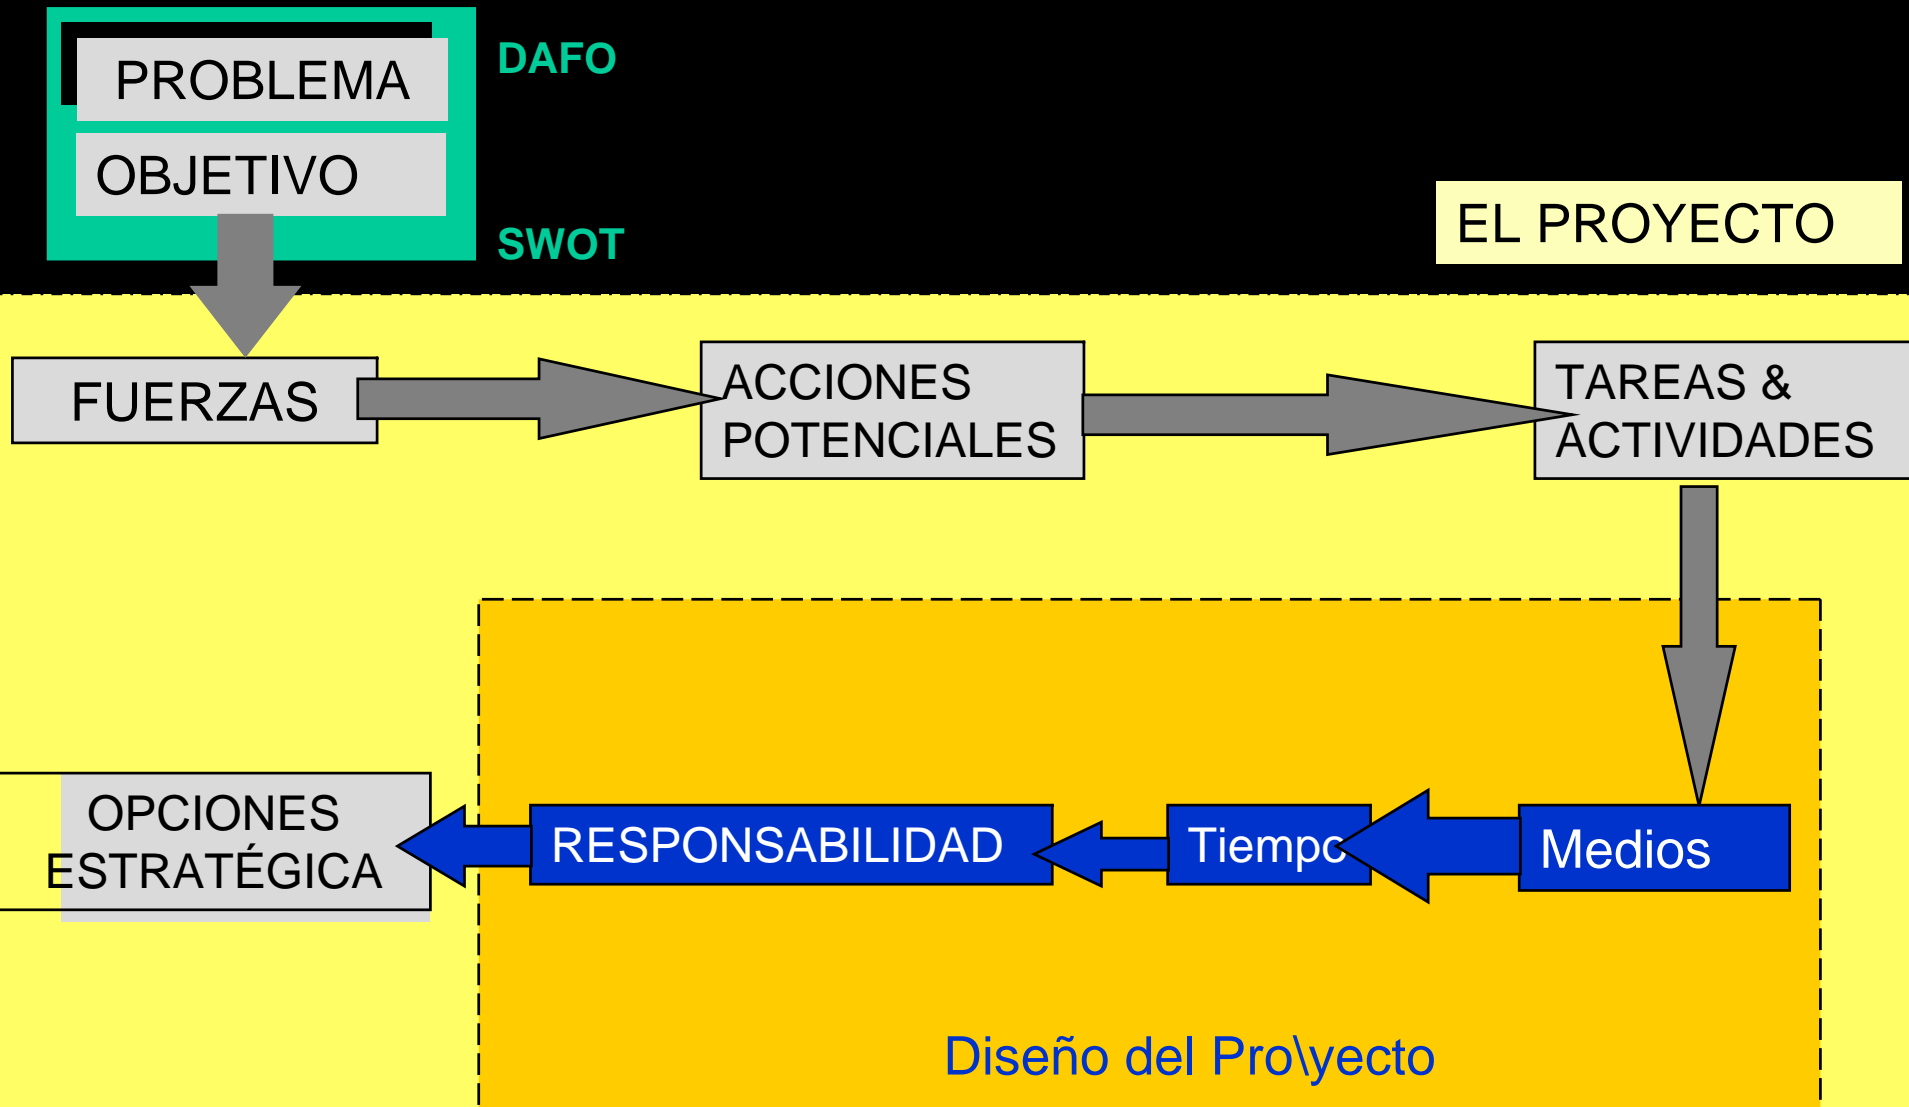 PROBLEMA
DAFO
OBJETIVO
SWOT
EL PROYECTO
FUERZAS
ACCIONES
POTENCIALES
TAREAS &
ACTIVIDADES
OPCIONES
ESTRATÉGICA
RESPONSABILIDAD
Tiempo
Medios
Diseño del Pro\yecto